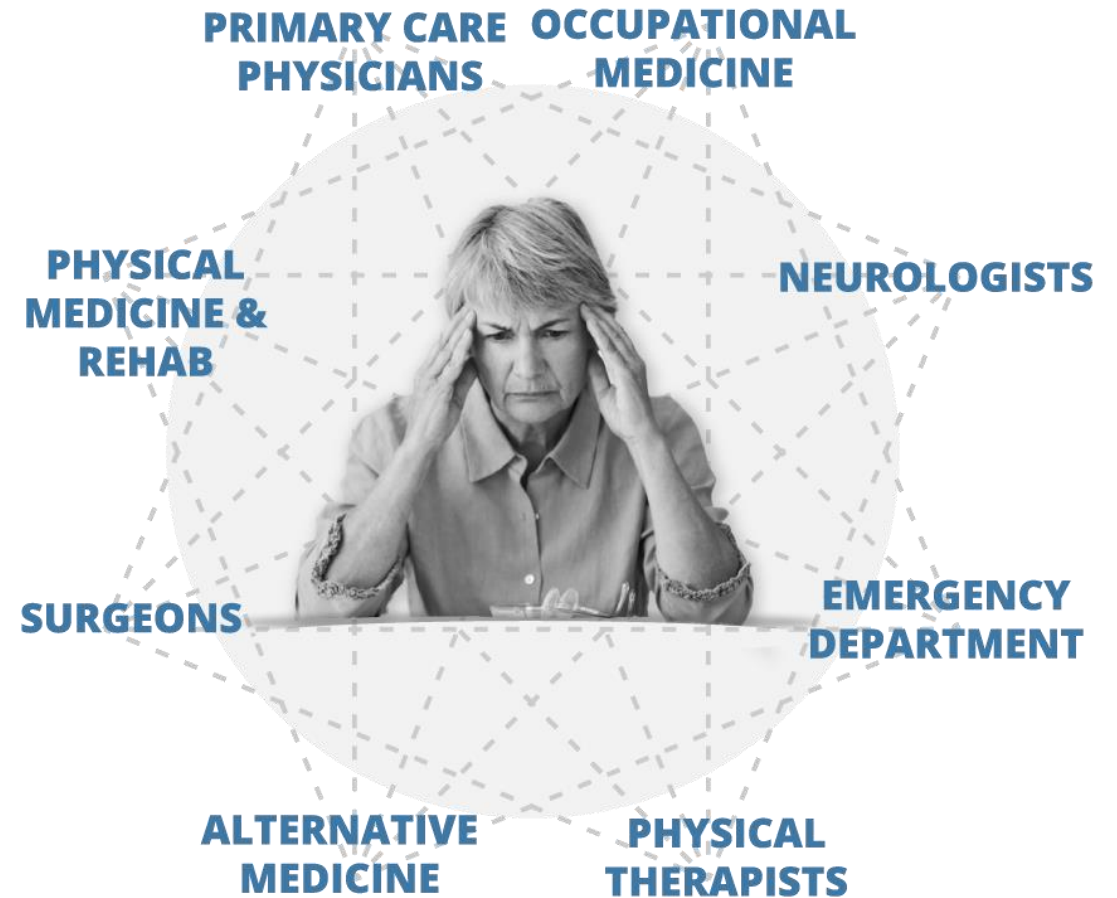 PRIMARY CARE
PHYSICIANS
OCCUPATIONAL
MEDICINE
PHYSICAL
MEDICINE &
REHAB
NEUROLOGISTS
SURGEONS
EMERGENCY
DEPARTMENT
ALTERNATIVE
MEDICINE
PHYSICAL
THERAPISTS